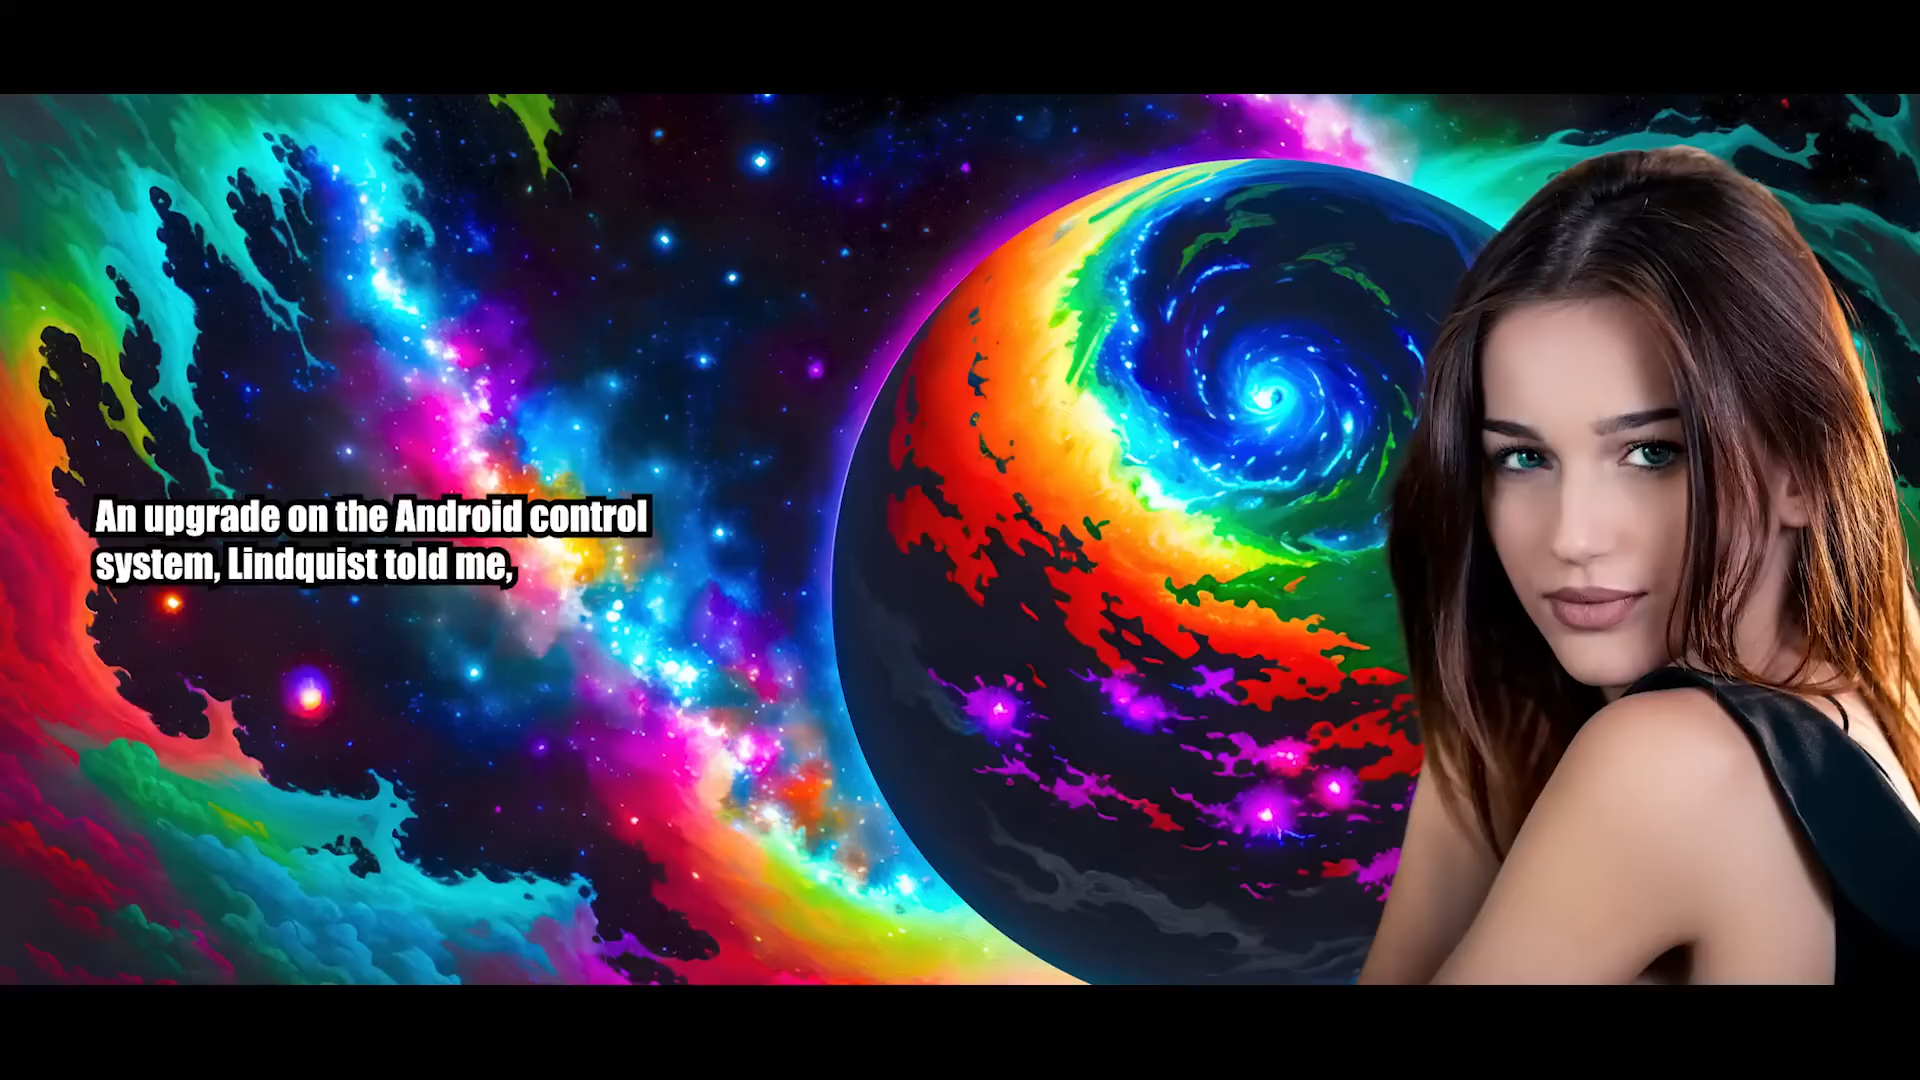 An upgrade on the Android control
system, Lindquist told me,